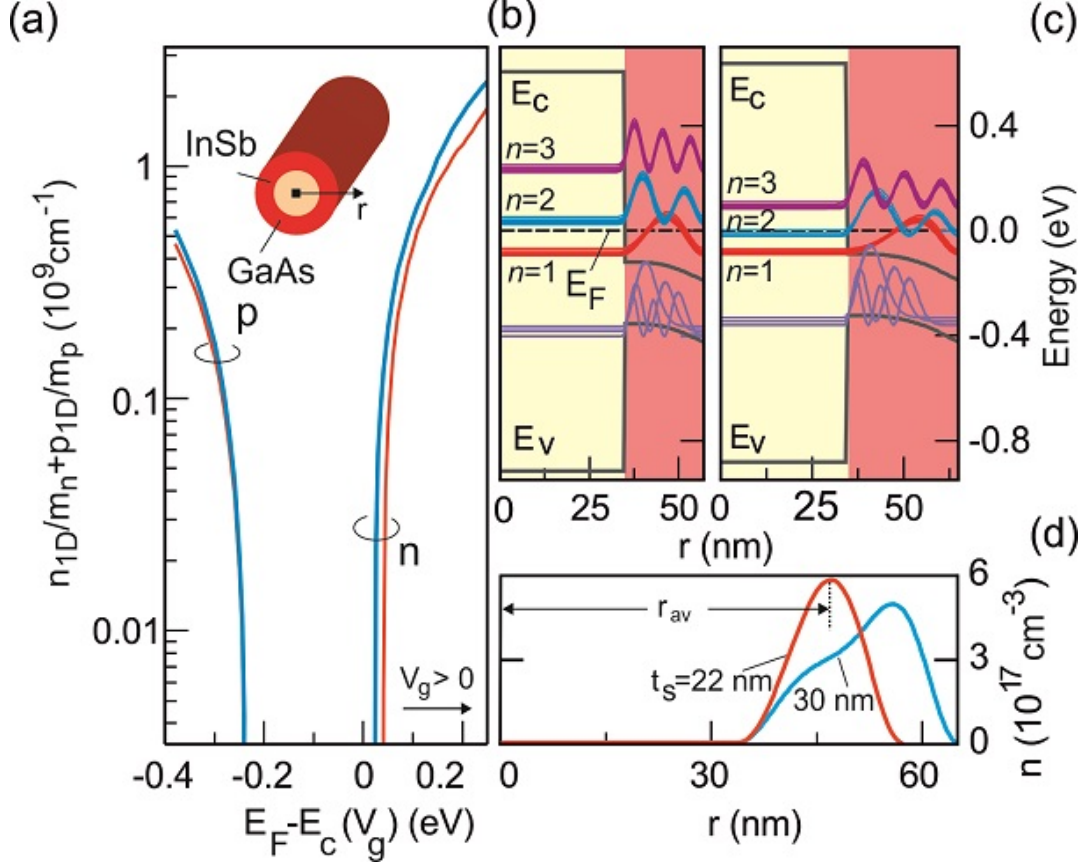 (a)
(b)
(c)
InSb
r
GaAs
p
n
V_g > 0
1
0.1
0.01
n_1D/m_n+p_1D/m_p (10^9cm^-1)
-0.4 -0.2 0 0.2
E_F-E_c(V_g) (eV)
E_C
n=3
n=2
n=1
E_F
E_V
0 25 50
E_C
n=3
n=2
n=1
E_V
0 25 50
r (nm)
0.4
0.0
-0.4
-0.8
Energy (eV)
(d)
r_av
t_s=22 nm
30 nm
6
3
0
n (10^17 cm^-3)
0 30 60
r (nm)